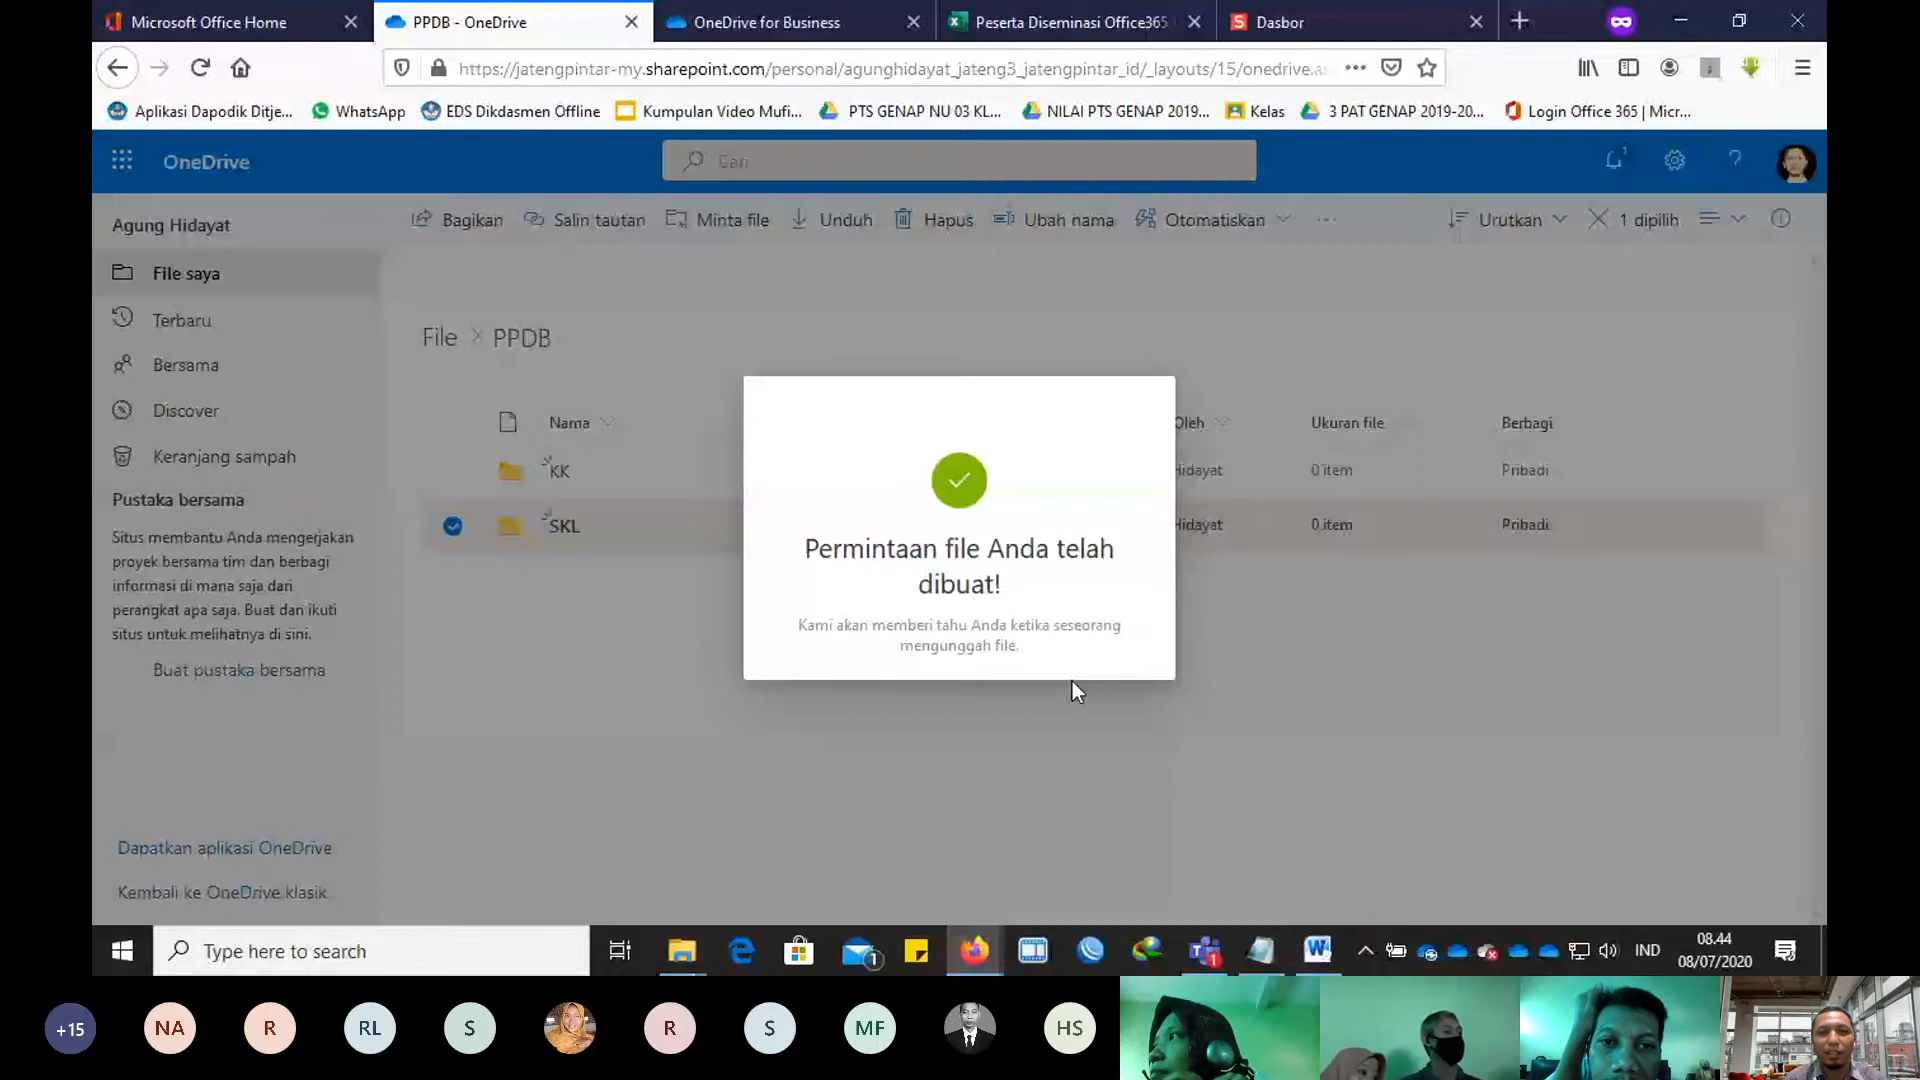 Microsoft Office Home
PPDB - OneDrive
OneDrive for Business
Peserta Diseminasi Office365
Dasbor
https://jatengpintar-my.sharepoint.com/personal/agunghidayat_jateng3_jatengpintar_id/_layouts/15/onedrive.as
Aplikasi Dapodik Ditje...
WhatsApp
EDS Dikdasmen Offline
Kumpulan Video Mufi...
PTS GENAP NU 03 KL...
NILAI PTS GENAP 2019...
Kelas
3 PAT GENAP 2019-20...
Login Office 365 | Micr...
OneDrive
Cari
1
?
Agung Hidayat
Bagikan
Salin tautan
Minta file
Unduh
Hapus
Ubah nama
Otomatiskan
...
Urutkan
1 dipilih
File saya
Terbaru
Bersama
Discover
Keranjang sampah
Pustaka bersama
Situs membantu Anda mengerjakan
proyek bersama tim dan berbagi
informasi di mana saja dari
perangkat apa saja. Buat dan ikuti
situs untuk melihatnya di sini.
Buat pustaka bersama
Dapatkan aplikasi OneDrive
Kembali ke OneDrive klasik
File > PPDB
Nama
Oleh
Ukuran file
Berbagi
KK
Hidayat
0 item
Pribadi
SKL
Hidayat
0 item
Pribadi
Permintaan file Anda telah
dibuat!
Kami akan memberi tahu Anda ketika seseorang
mengunggah file.
Type here to search
1
1
IND
08.44
08/07/2020
+15
NA
R
RL
S
R
S
MF
HS